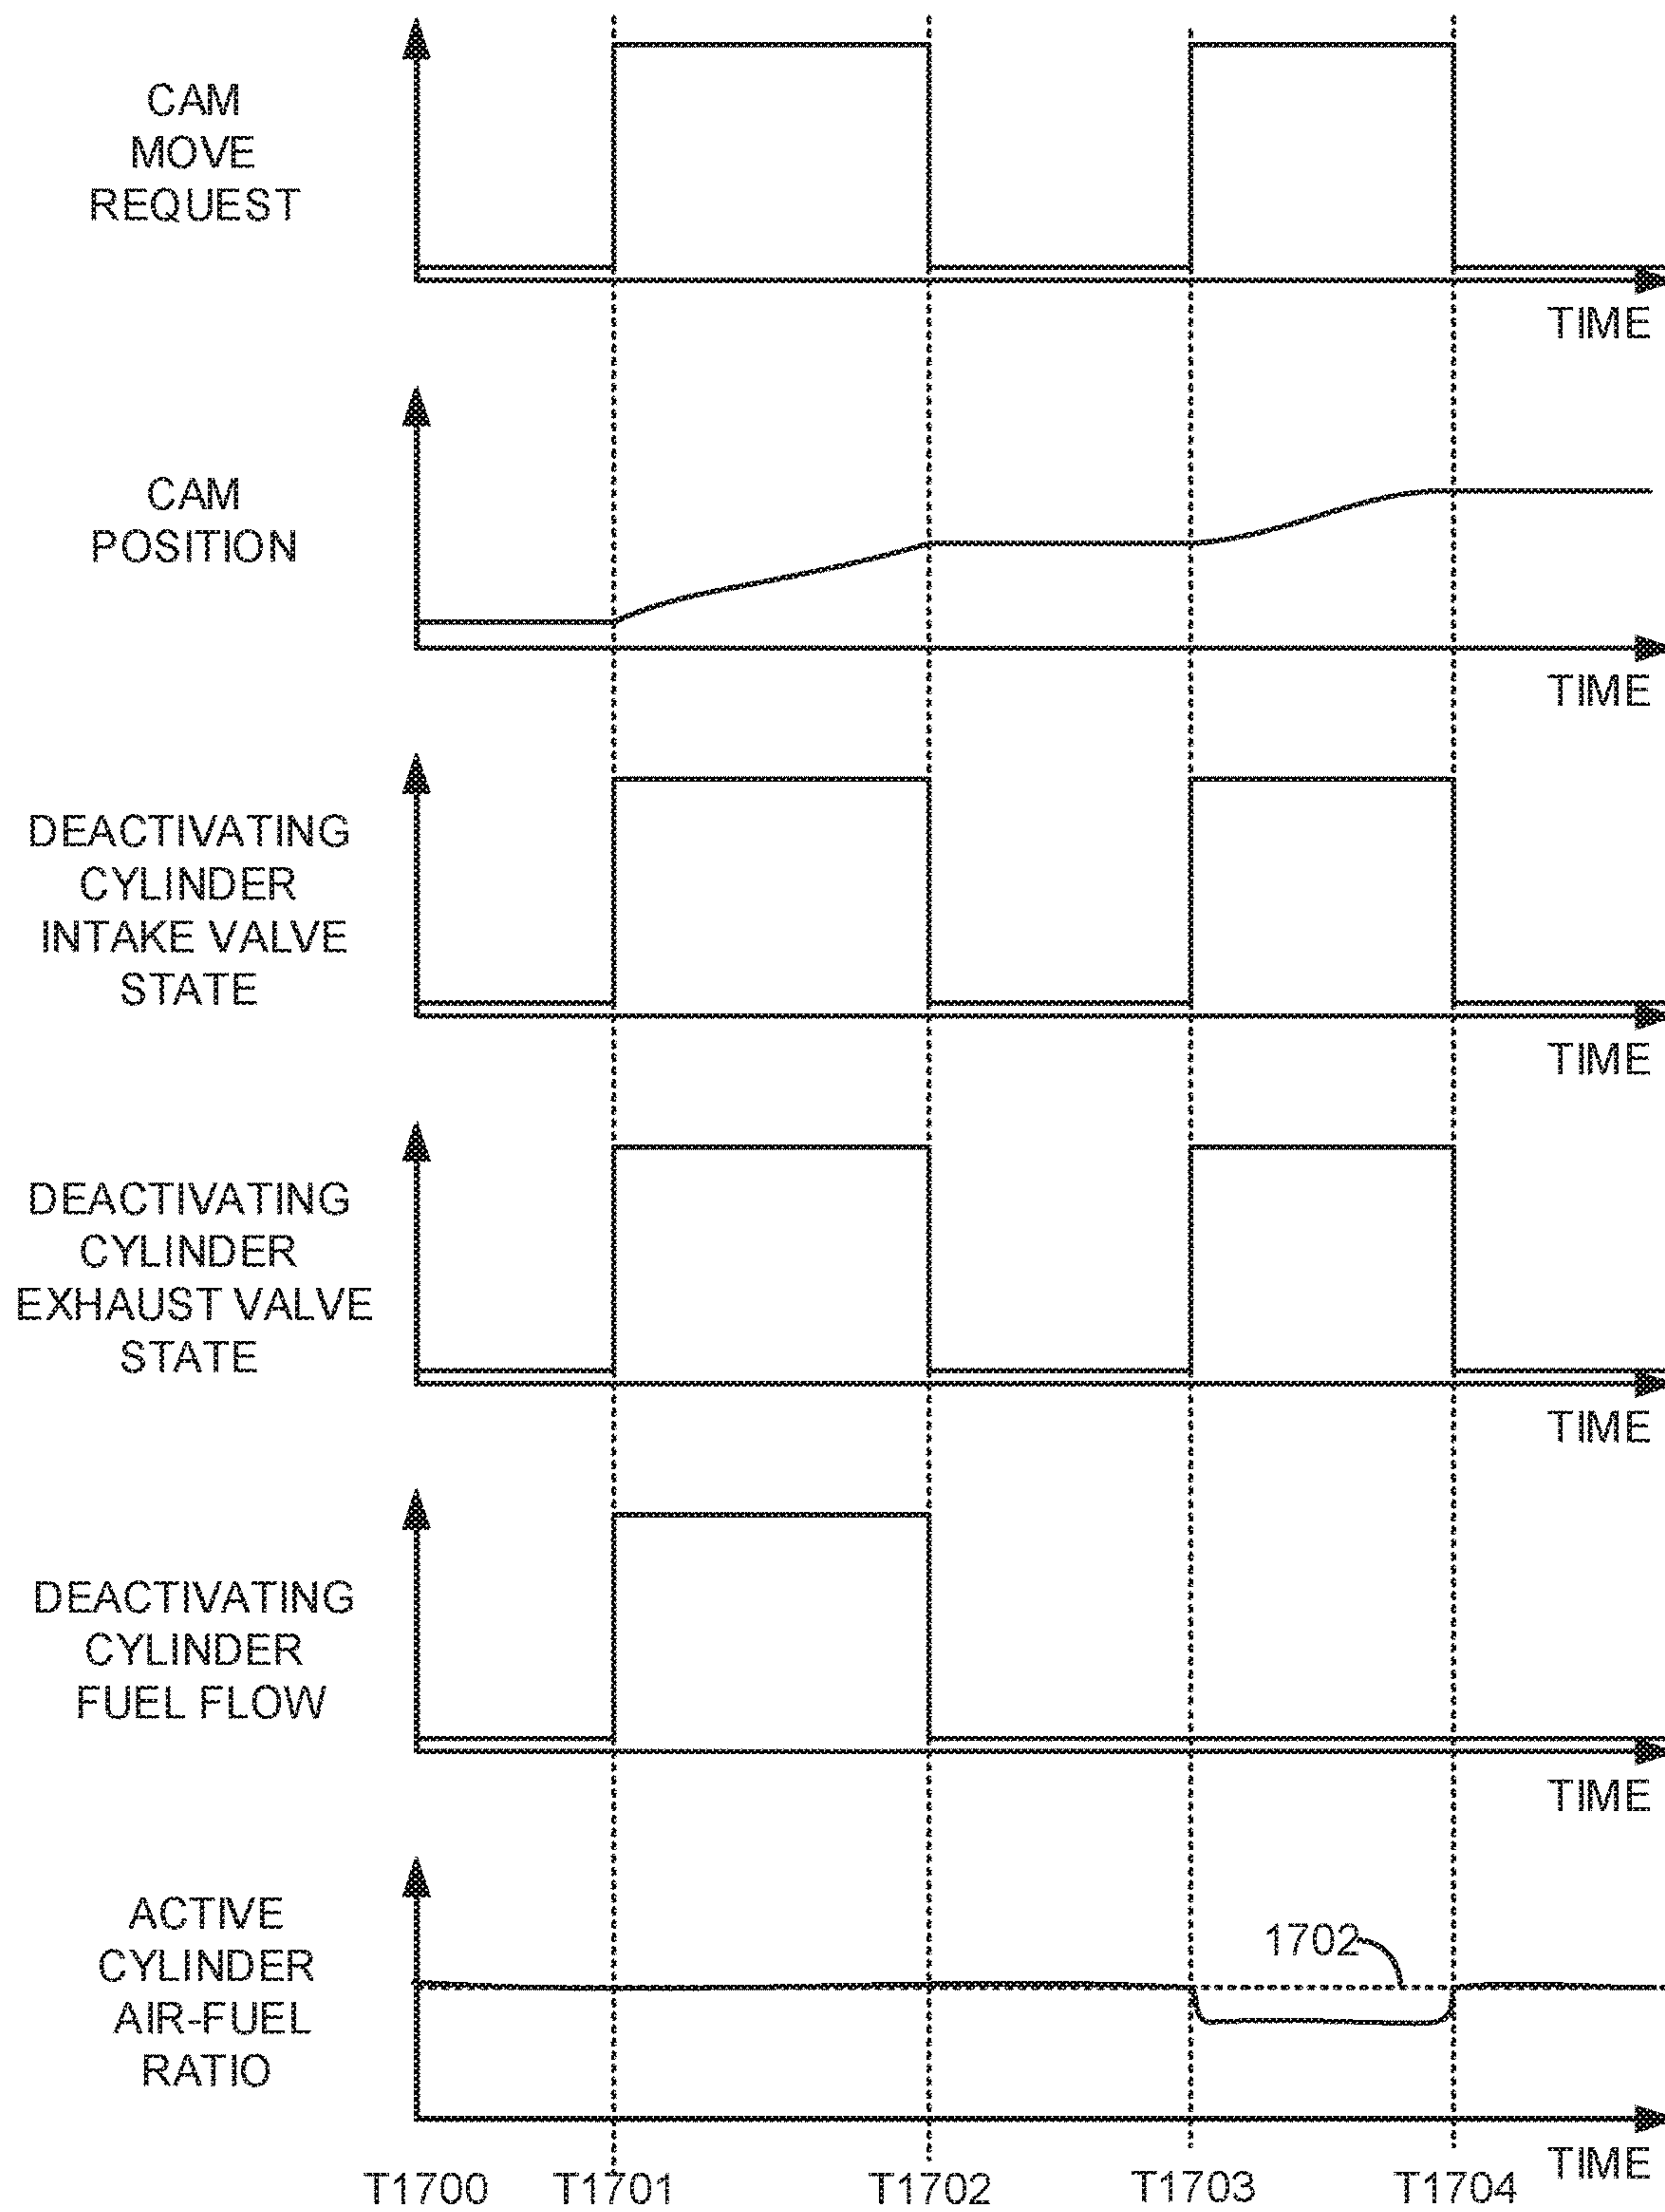 CAM
MOVE
REQUEST
TIME
CAM
POSITION
TIME
DEACTIVATING
CYLINDER
INTAKE VALVE
STATE
TIME
DEACTIVATING
CYLINDER
EXHAUST VALVE
STATE
TIME
DEACTIVATING
CYLINDER
FUEL FLOW
TIME
ACTIVE
CYLINDER
AIR-FUEL
RATIO
1702
TIME
T1700 T1701 T1702 T1703 T1704